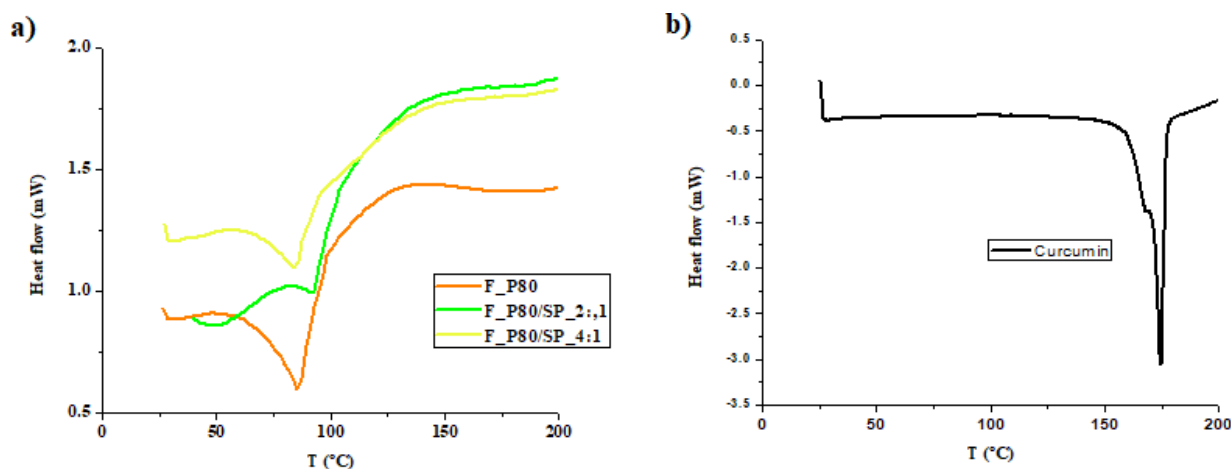 a)
2.0
1.5
1.0
0.5
Heat flow (mW)
F_P80
F_P80/SP_2:,1
F_P80/SP_4:1
0 50 100 150 200
T (°C)
b)
0.5
0.0
-0.5
-1.0
-1.5
-2.0
-2.5
-3.0
-3.5
Heat flow (mW)
Curcumin
0 50 100 150 200
T (°C)